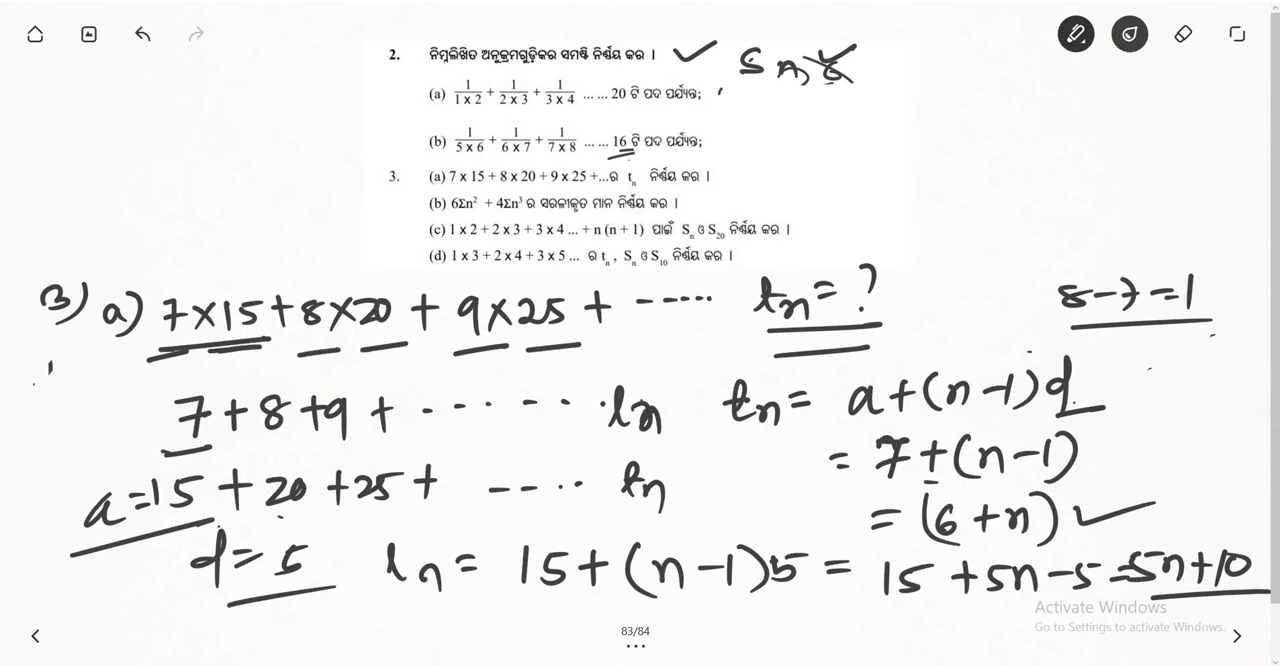 2. ନିମ୍ନଲିଖିତ ଅନୁକ୍ରମଗୁଡ଼ିକର ସମଷ୍ଟି ନିର୍ଣ୍ଣୟ କର ।
(a) 1/(1 x 2) + 1/(2 x 3) + 1/(3 x 4) ...... 20 ଟି ପଦ ପର୍ଯ୍ୟନ୍ତ;
(b) 1/(5 x 6) + 1/(6 x 7) + 1/(7 x 8) ...... 16 ଟି ପଦ ପର୍ଯ୍ୟନ୍ତ;
3. (a) 7 x 15 + 8 x 20 + 9 x 25 +...ର tₙ ନିର୍ଣ୍ଣୟ କର ।
(b) 6Σn² + 4Σn³ ର ସରଳୀକୃତ ମାନ ନିର୍ଣ୍ଣୟ କର ।
(c) 1 x 2 + 2 x 3 + 3 x 4 ... + n (n + 1) ପାଇଁ Sₙ ଓ S₂₀ ନିର୍ଣ୍ଣୟ କର ।
(d) 1 x 3 + 2 x 4 + 3 x 5 ... ର tₙ , Sₙ ଓ S₁₀ ନିର୍ଣ୍ଣୟ କର ।
3) a) 7×15 + 8×20 + 9×25 + ------ tₙ = ?
8-7=1
7+8+9 + ....... tₙ
tₙ = a+(n-1)d
= 7+(n-1)
a=15 + 20 + 25 + ---.. tₙ
= (6+n)
d = 5
tₙ = 15+(n-1)5 = 15+5n-5 = 5n+10
Activate Windows
Go to Settings to activate Windows.
83/84